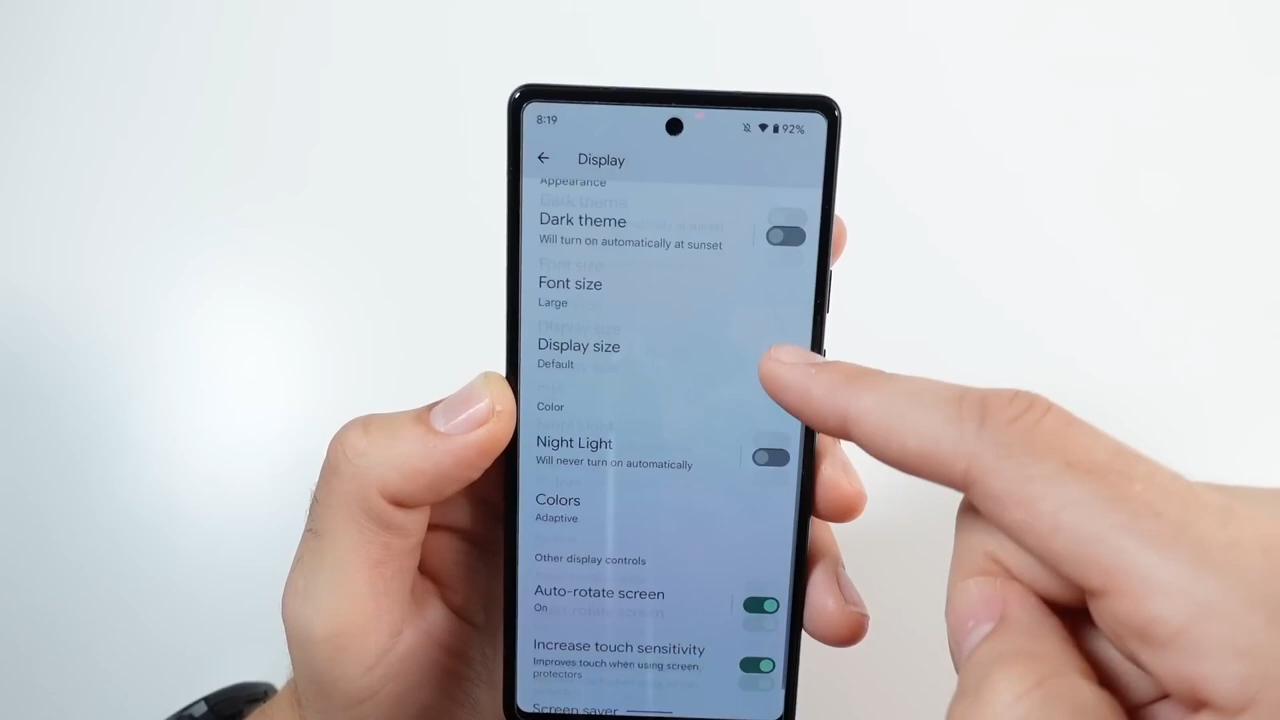 8:19
92%
Display
Appearance
Dark theme
Will turn on automatically at sunset
Font size
Large
Display size
Default
Color
Night Light
Will never turn on automatically
Colors
Adaptive
Other display controls
Auto-rotate screen
On
Increase touch sensitivity
Improves touch when using screen
protectors
Screen saver